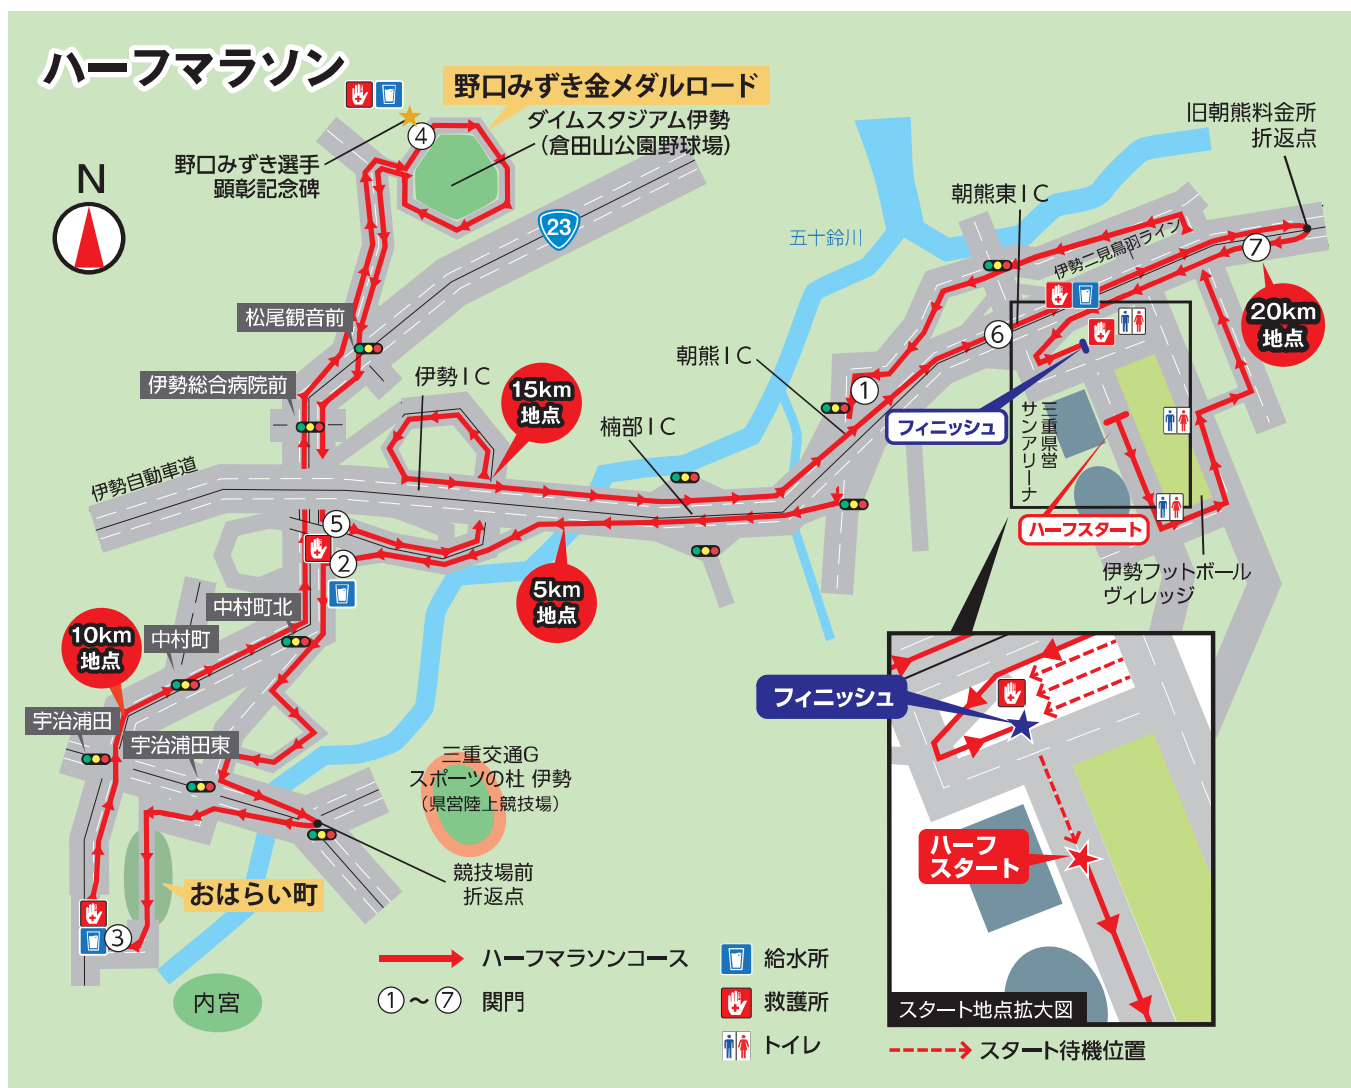 ハーフマラソン
野口みずき金メダルロード
ダイムスタジアム伊勢
(倉田山公園野球場)
野口みずき選手
顕彰記念碑
④
N
23
旧朝熊料金所
折返点
朝熊東IC
五十鈴川
伊勢二見鳥羽ライン
⑦
20km
地点
松尾観音前
伊勢総合病院前
伊勢IC
15km
地点
朝熊IC
楠部IC
⑥
①
フィニッシュ
三重県営
サンアリーナ
ハーフスタート
伊勢フットボール
ヴィレッジ
伊勢自動車道
⑤
②
5km
地点
中村町北
中村町
10km
地点
宇治浦田
宇治浦田東
三重交通G
スポーツの杜 伊勢
(県営陸上競技場)
競技場前
折返点
おはらい町
③
内宮
フィニッシュ
ハーフ
スタート
スタート地点拡大図
ハーフマラソンコース
①～⑦ 関門
給水所
救護所
トイレ
スタート待機位置